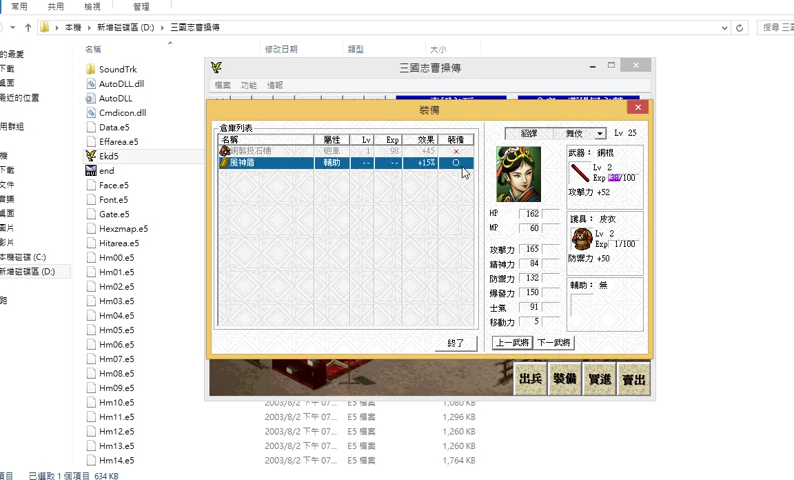 常用 共用 檢視 管理
本機 新增磁碟區 (D:) 三國志曹操傳
搜尋 三國
名稱 修改日期 類型 大小
的最愛
下載
桌面
最近的位置
用群組
機
下載
文件
音樂
桌面
圖片
影片
本機磁碟 (C:)
新增磁碟區 (D:)
路
SoundTrk
AutoDLL.dll
AutoDLL
Cmdicon.dll
Data.e5
Effarea.e5
Ekd5
end
Face.e5
Font.e5
Gate.e5
Hexzmap.e5
Hitarea.e5
Hm00.e5
Hm01.e5
Hm02.e5
Hm03.e5
Hm04.e5
Hm05.e5
Hm06.e5
Hm07.e5
Hm08.e5
Hm09.e5
Hm10.e5 2003/8/2 下午 07... E5 檔案 1,080 KB
Hm11.e5 2003/8/2 下午 07... E5 檔案 1,296 KB
Hm12.e5 2003/8/2 下午 07... E5 檔案 1,260 KB
Hm13.e5 2003/8/2 下午 07... E5 檔案 1,260 KB
Hm14.e5 2003/8/2 下午 07... E5 檔案 1,764 KB
項目 已選取 1 個項目 634 KB
三國志曹操傳
檔案 功能 情報
裝備
倉庫列表
名稱 屬性 Lv Exp 效果 裝備
砲車 1 98 +45 ×
風神盾 輔助 -- -- +15% ○
終了
貂蟬 舞伎 Lv 25
HP 162
MP 60
攻擊力 165
精神力 84
防禦力 132
爆發力 150
士氣 91
移動力 5
武器： 銅棍
Lv 2
Exp /100
攻擊力 +52
護具： 皮衣
Lv 2
Exp 1/100
防禦力 +50
輔助： 無
上一武將 下一武將
出兵 裝備 買進 賣出